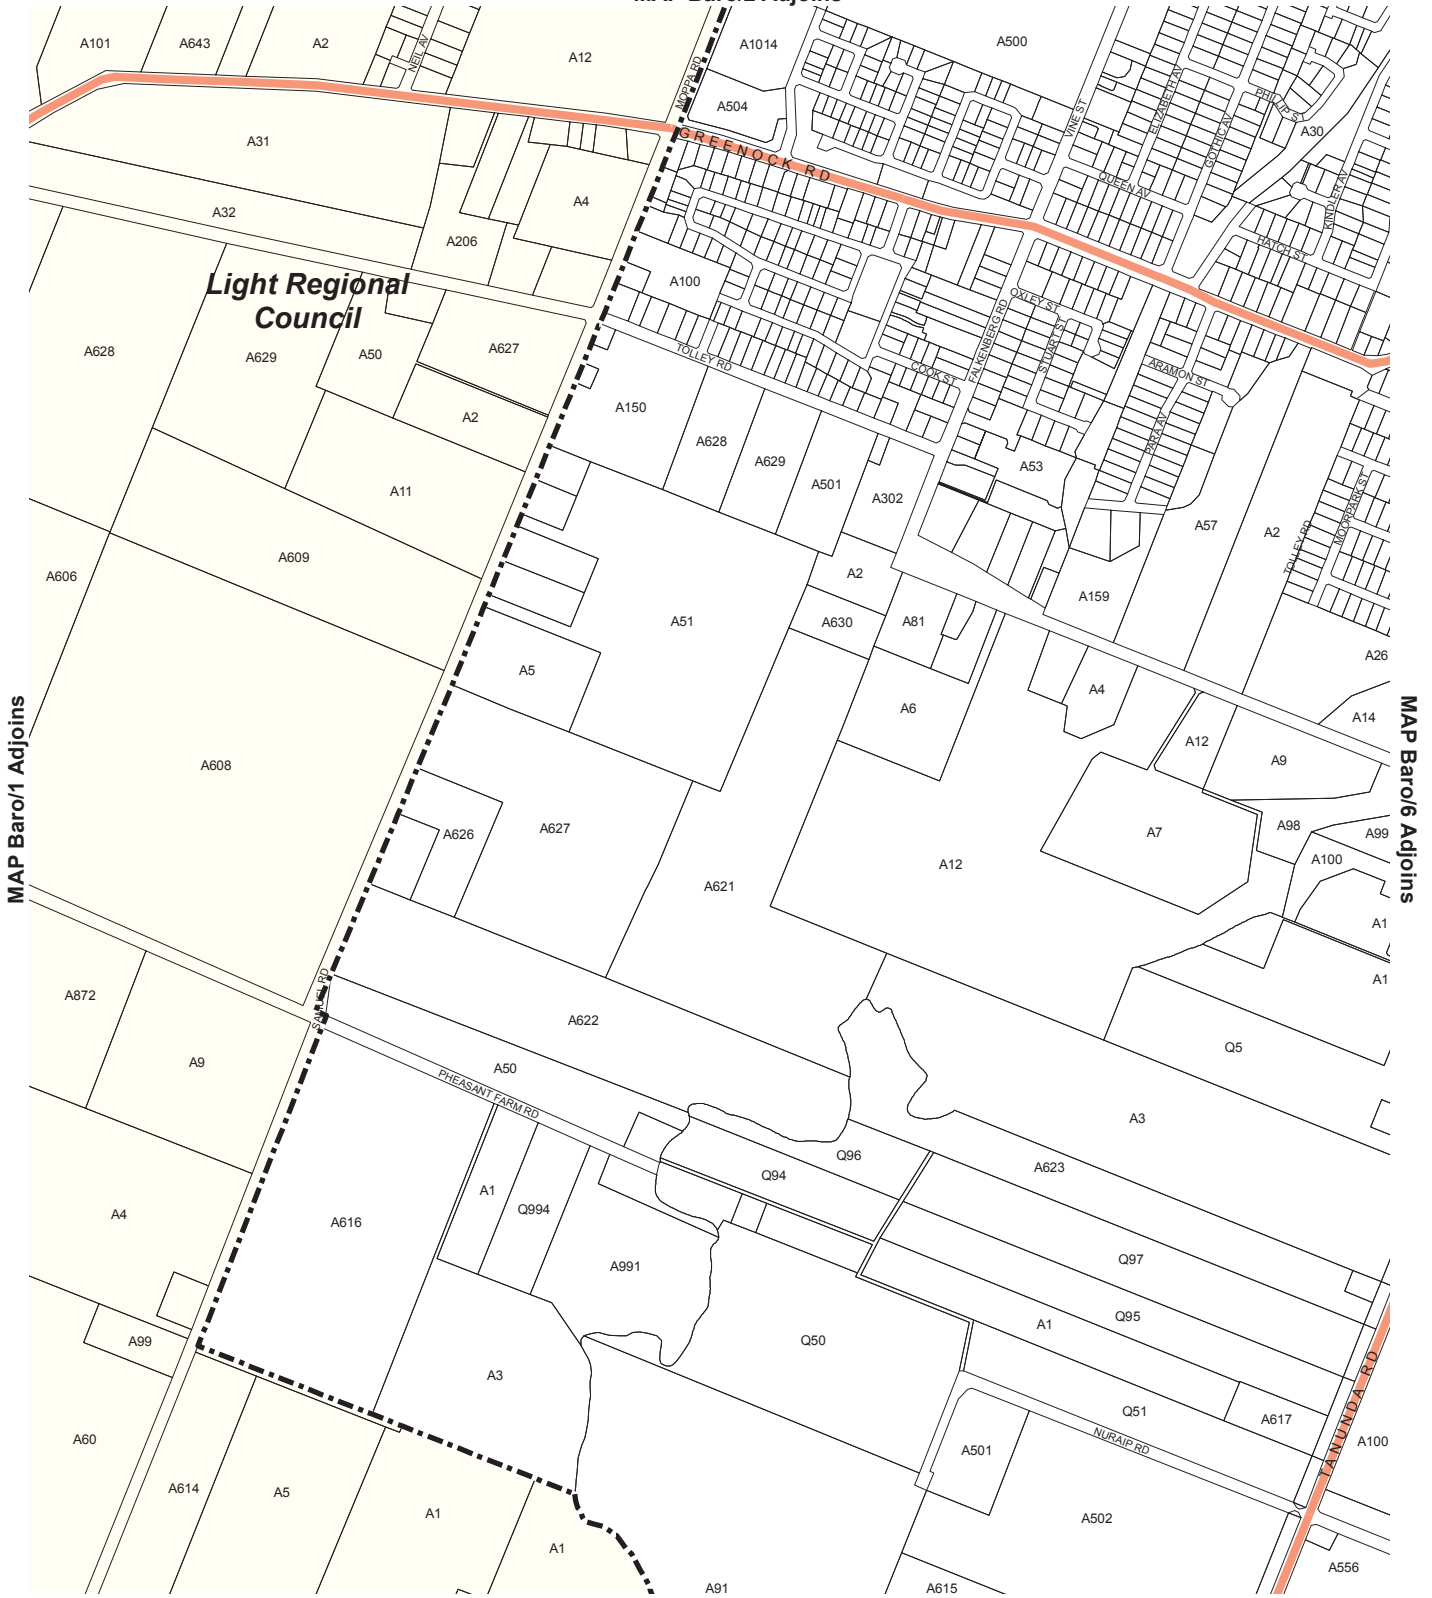 A101
A643
A2
NEIL AV
A12
MOPPA RD
A1014
A500
A504
VINE ST
ELIZABETH AV
GOTHIC AV
A30
GREENOCK RD
QUEEN AV
KINDLER AV
HATCH ST
A31
A32
A4
A206
Light Regional
Council
A100
A628
A629
A50
A627
A2
TOLLEY RD
COOK ST
FALKENBERG RD
OXLEY ST
STUART ST
ARAMON ST
PARA AV
A150
A628
A629
A501
A302
A53
A57
A2
TOLLEY RD
MOORPARK ST
A11
A609
A606
A2
A630
A81
A159
A51
A5
A26
A4
A14
A6
A12
A9
MAP Baro/1 Adjoins
MAP Baro/6 Adjoins
A608
A626
A627
A7
A98
A99
A100
A12
A621
A1
A1
A872
SAMUEL RD
A622
Q5
A9
A50
PHEASANT FARM RD
A3
Q96
Q94
A623
A4
A616
A1
Q994
A991
Q97
Q95
A1
Q50
A99
A3
TANUNDA RD
Q51
A617
NURAIP RD
A100
A60
A501
A614
A5
A1
A502
A1
A556
A91
A615